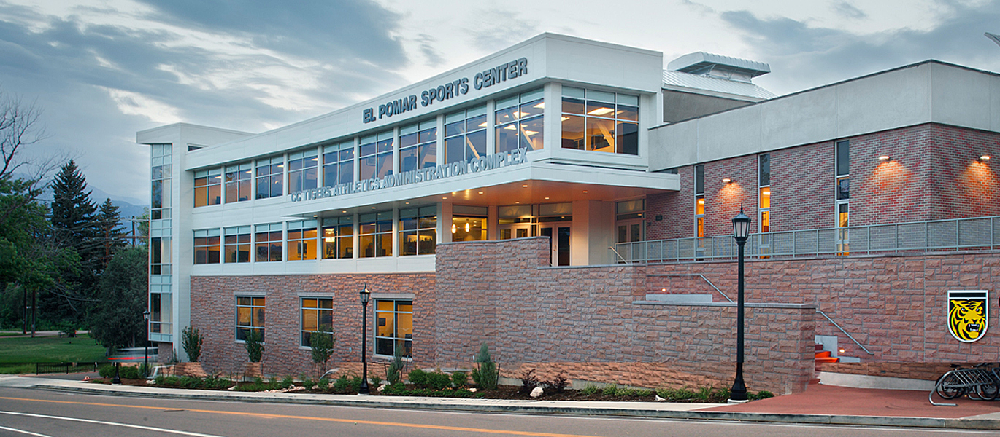 EL POMAR SPORTS CENTER
CC TIGERS ATHLETICS ADMINISTRATION COMPLEX